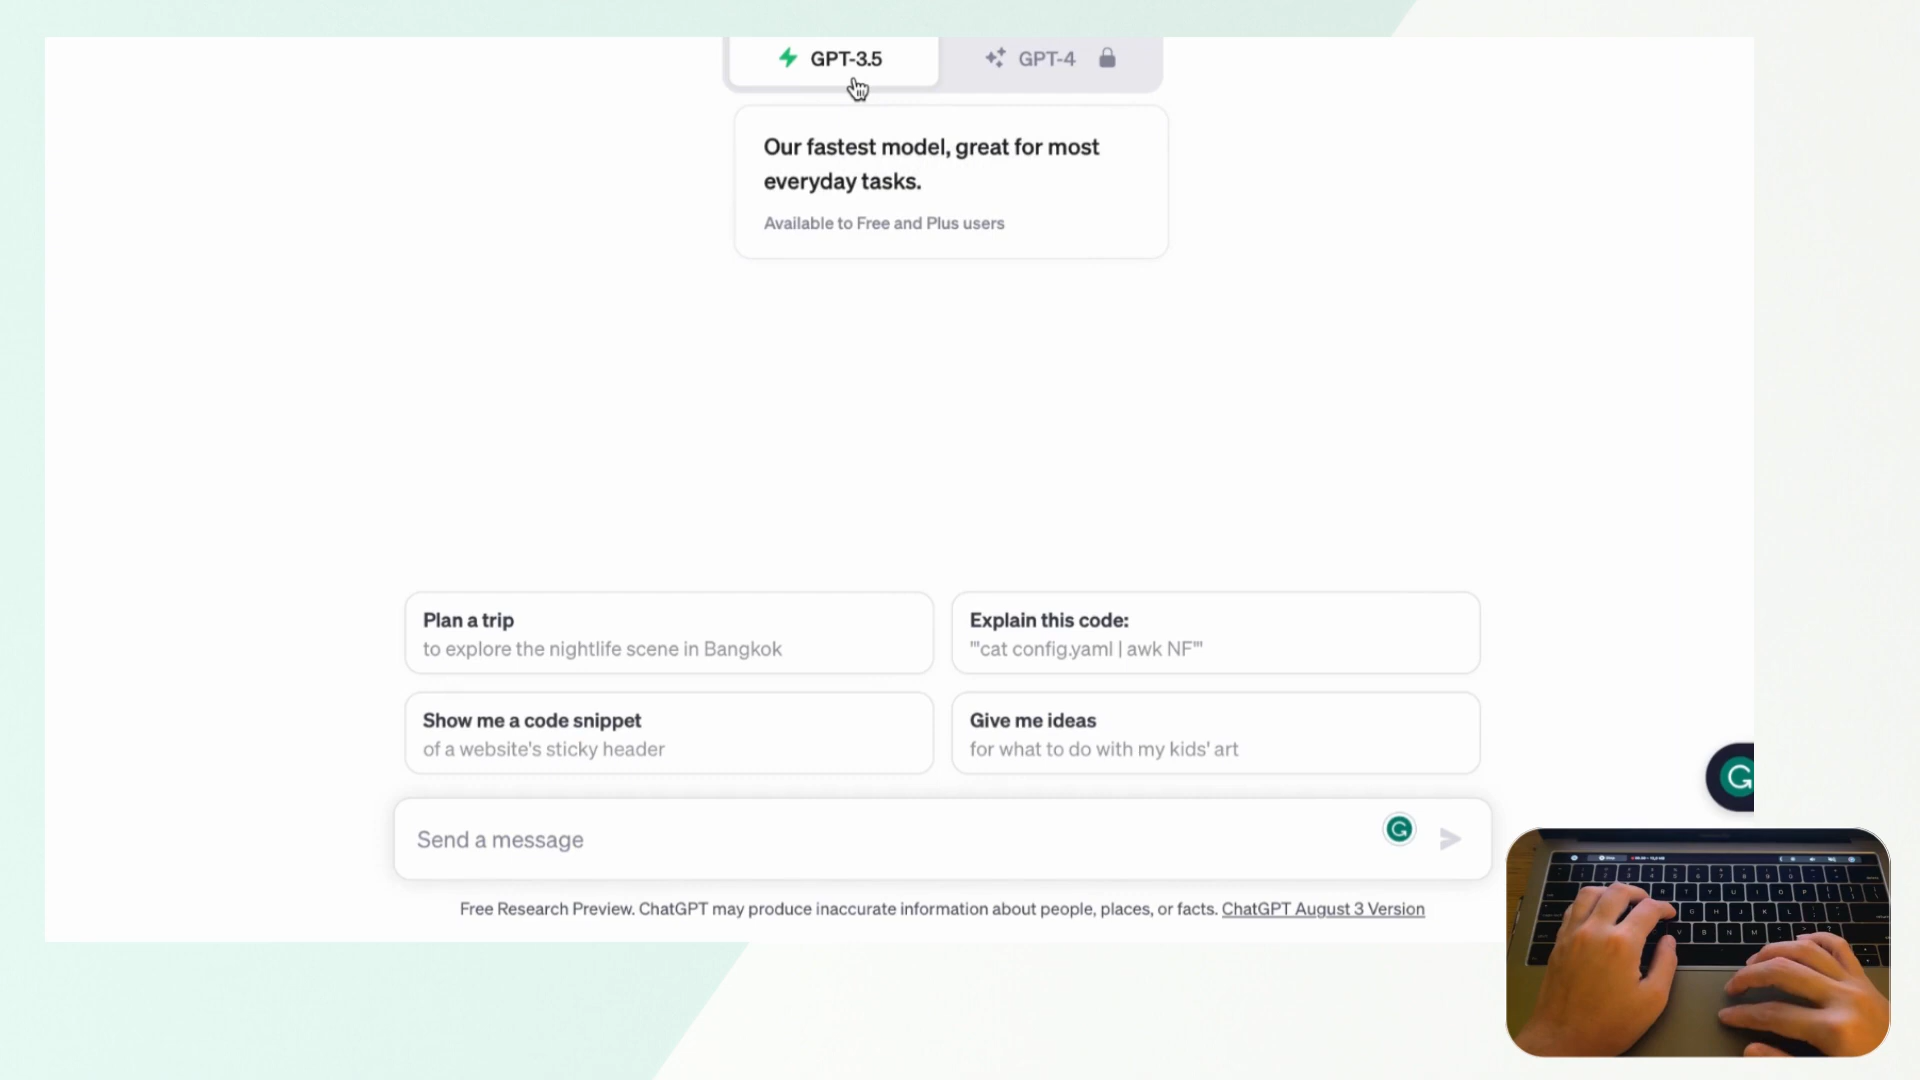 GPT-3.5
GPT-4
Our fastest model, great for most
everyday tasks.
Available to Free and Plus users
Plan a trip
to explore the nightlife scene in Bangkok
Explain this code:
"'cat config.yaml | awk NF'"
Show me a code snippet
of a website's sticky header
Give me ideas
for what to do with my kids' art
Send a message
Free Research Preview. ChatGPT may produce inaccurate information about people, places, or facts. ChatGPT August 3 Version